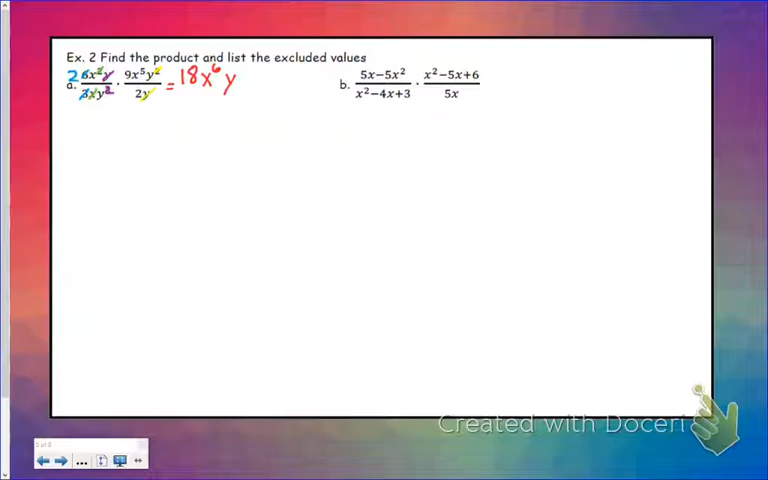 Ex. 2 Find the product and list the excluded values
a. 2 6x²y/3xy² · 9x⁵y²/2y = 18x⁶y
b. 5x−5x²/x²−4x+3 · x²−5x+6/5x
Created with Doceri